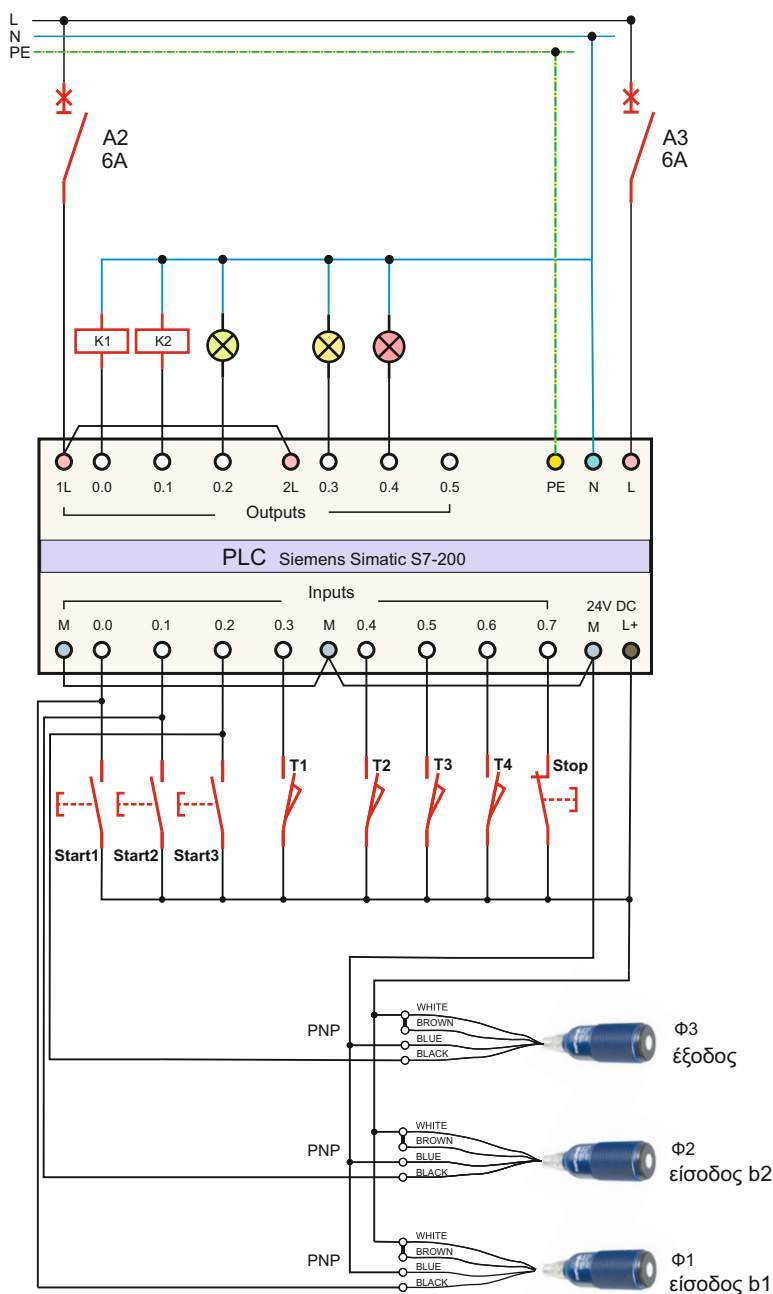 L
N
PE
A2
6A
A3
6A
K1 K2
1L 0.0 0.1 0.2 2L 0.3 0.4 0.5 PE N L
Outputs
PLC Siemens Simatic S7-200
Inputs
24V DC
M 0.0 0.1 0.2 0.3 M 0.4 0.5 0.6 0.7 M L+
T1 T2 T3 T4 Stop
Start1 Start2 Start3
WHITE
PNP BROWN
BLUE
BLACK
Φ3
έξοδος
WHITE
PNP BROWN
BLUE
BLACK
Φ2
είσοδος b2
WHITE
PNP BROWN
BLUE
BLACK
Φ1
είσοδος b1